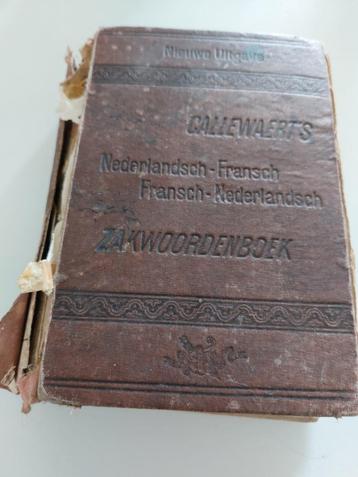 Nieuwe Uitgave
CALLEWAERT'S
Nederlandsch-Fransch
Fransch-Nederlandsch
ZAKWOORDENBOEK